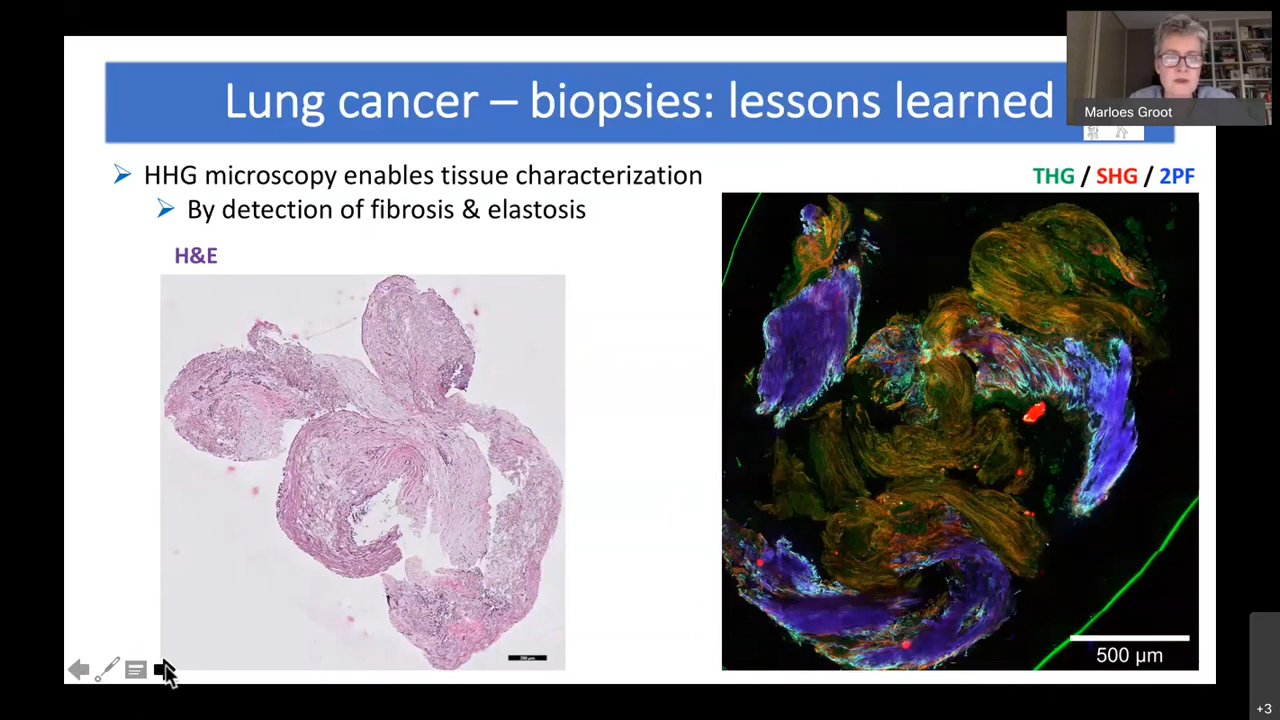 Lung cancer – biopsies: lessons learned
Marloes Groot
HHG microscopy enables tissue characterization
By detection of fibrosis & elastosis
THG / SHG / 2PF
H&E
500 µm
+3